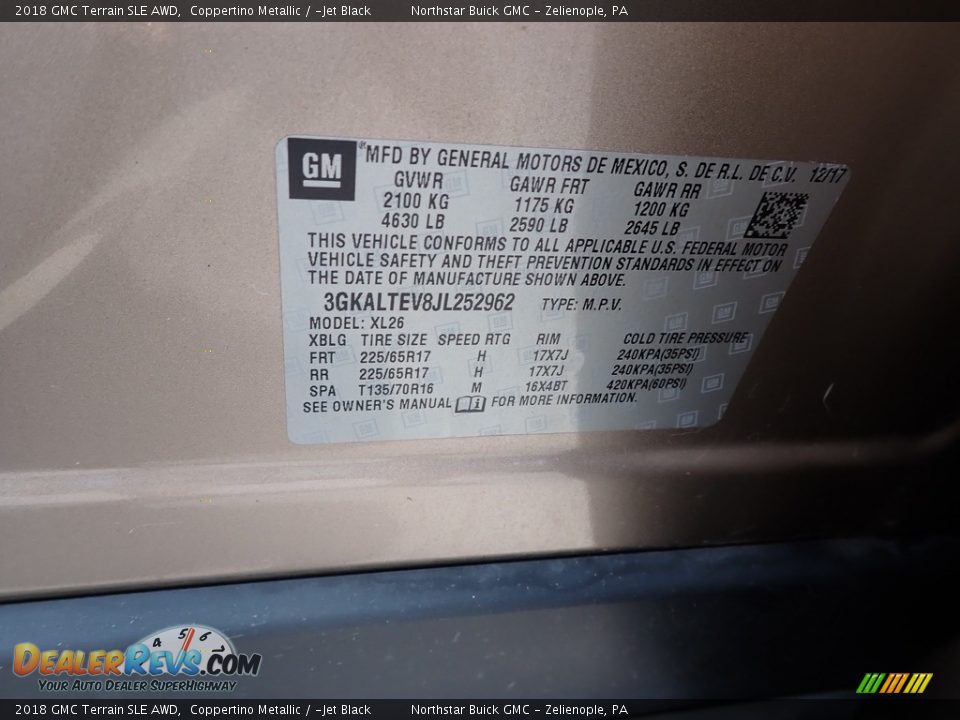 2018 GMC Terrain SLE AWD, Coppertino Metallic / -Jet Black Northstar Buick GMC - Zelienople, PA
GM
® MFD BY GENERAL MOTORS DE MEXICO, S. DE R.L. DE C.V. 12/17
GVWR GAWR FRT GAWR RR
2100 KG 1175 KG 1200 KG
4630 LB 2590 LB 2645 LB
THIS VEHICLE CONFORMS TO ALL APPLICABLE U.S. FEDERAL MOTOR
VEHICLE SAFETY AND THEFT PREVENTION STANDARDS IN EFFECT ON
THE DATE OF MANUFACTURE SHOWN ABOVE.
3GKALTEV8JL252962 TYPE: M.P.V.
MODEL: XL26
XBLG TIRE SIZE SPEED RTG RIM COLD TIRE PRESSURE
FRT 225/65R17 H 17X7J 240KPA(35PSI)
RR 225/65R17 H 17X7J 240KPA(35PSI)
SPA T135/70R16 M 16X4BT 420KPA(60PSI)
SEE OWNER'S MANUAL i FOR MORE INFORMATION.
4 5 6 7
DEALERREVS.COM
YOUR AUTO DEALER SUPERHIGHWAY
2018 GMC Terrain SLE AWD, Coppertino Metallic / -Jet Black Northstar Buick GMC - Zelienople, PA